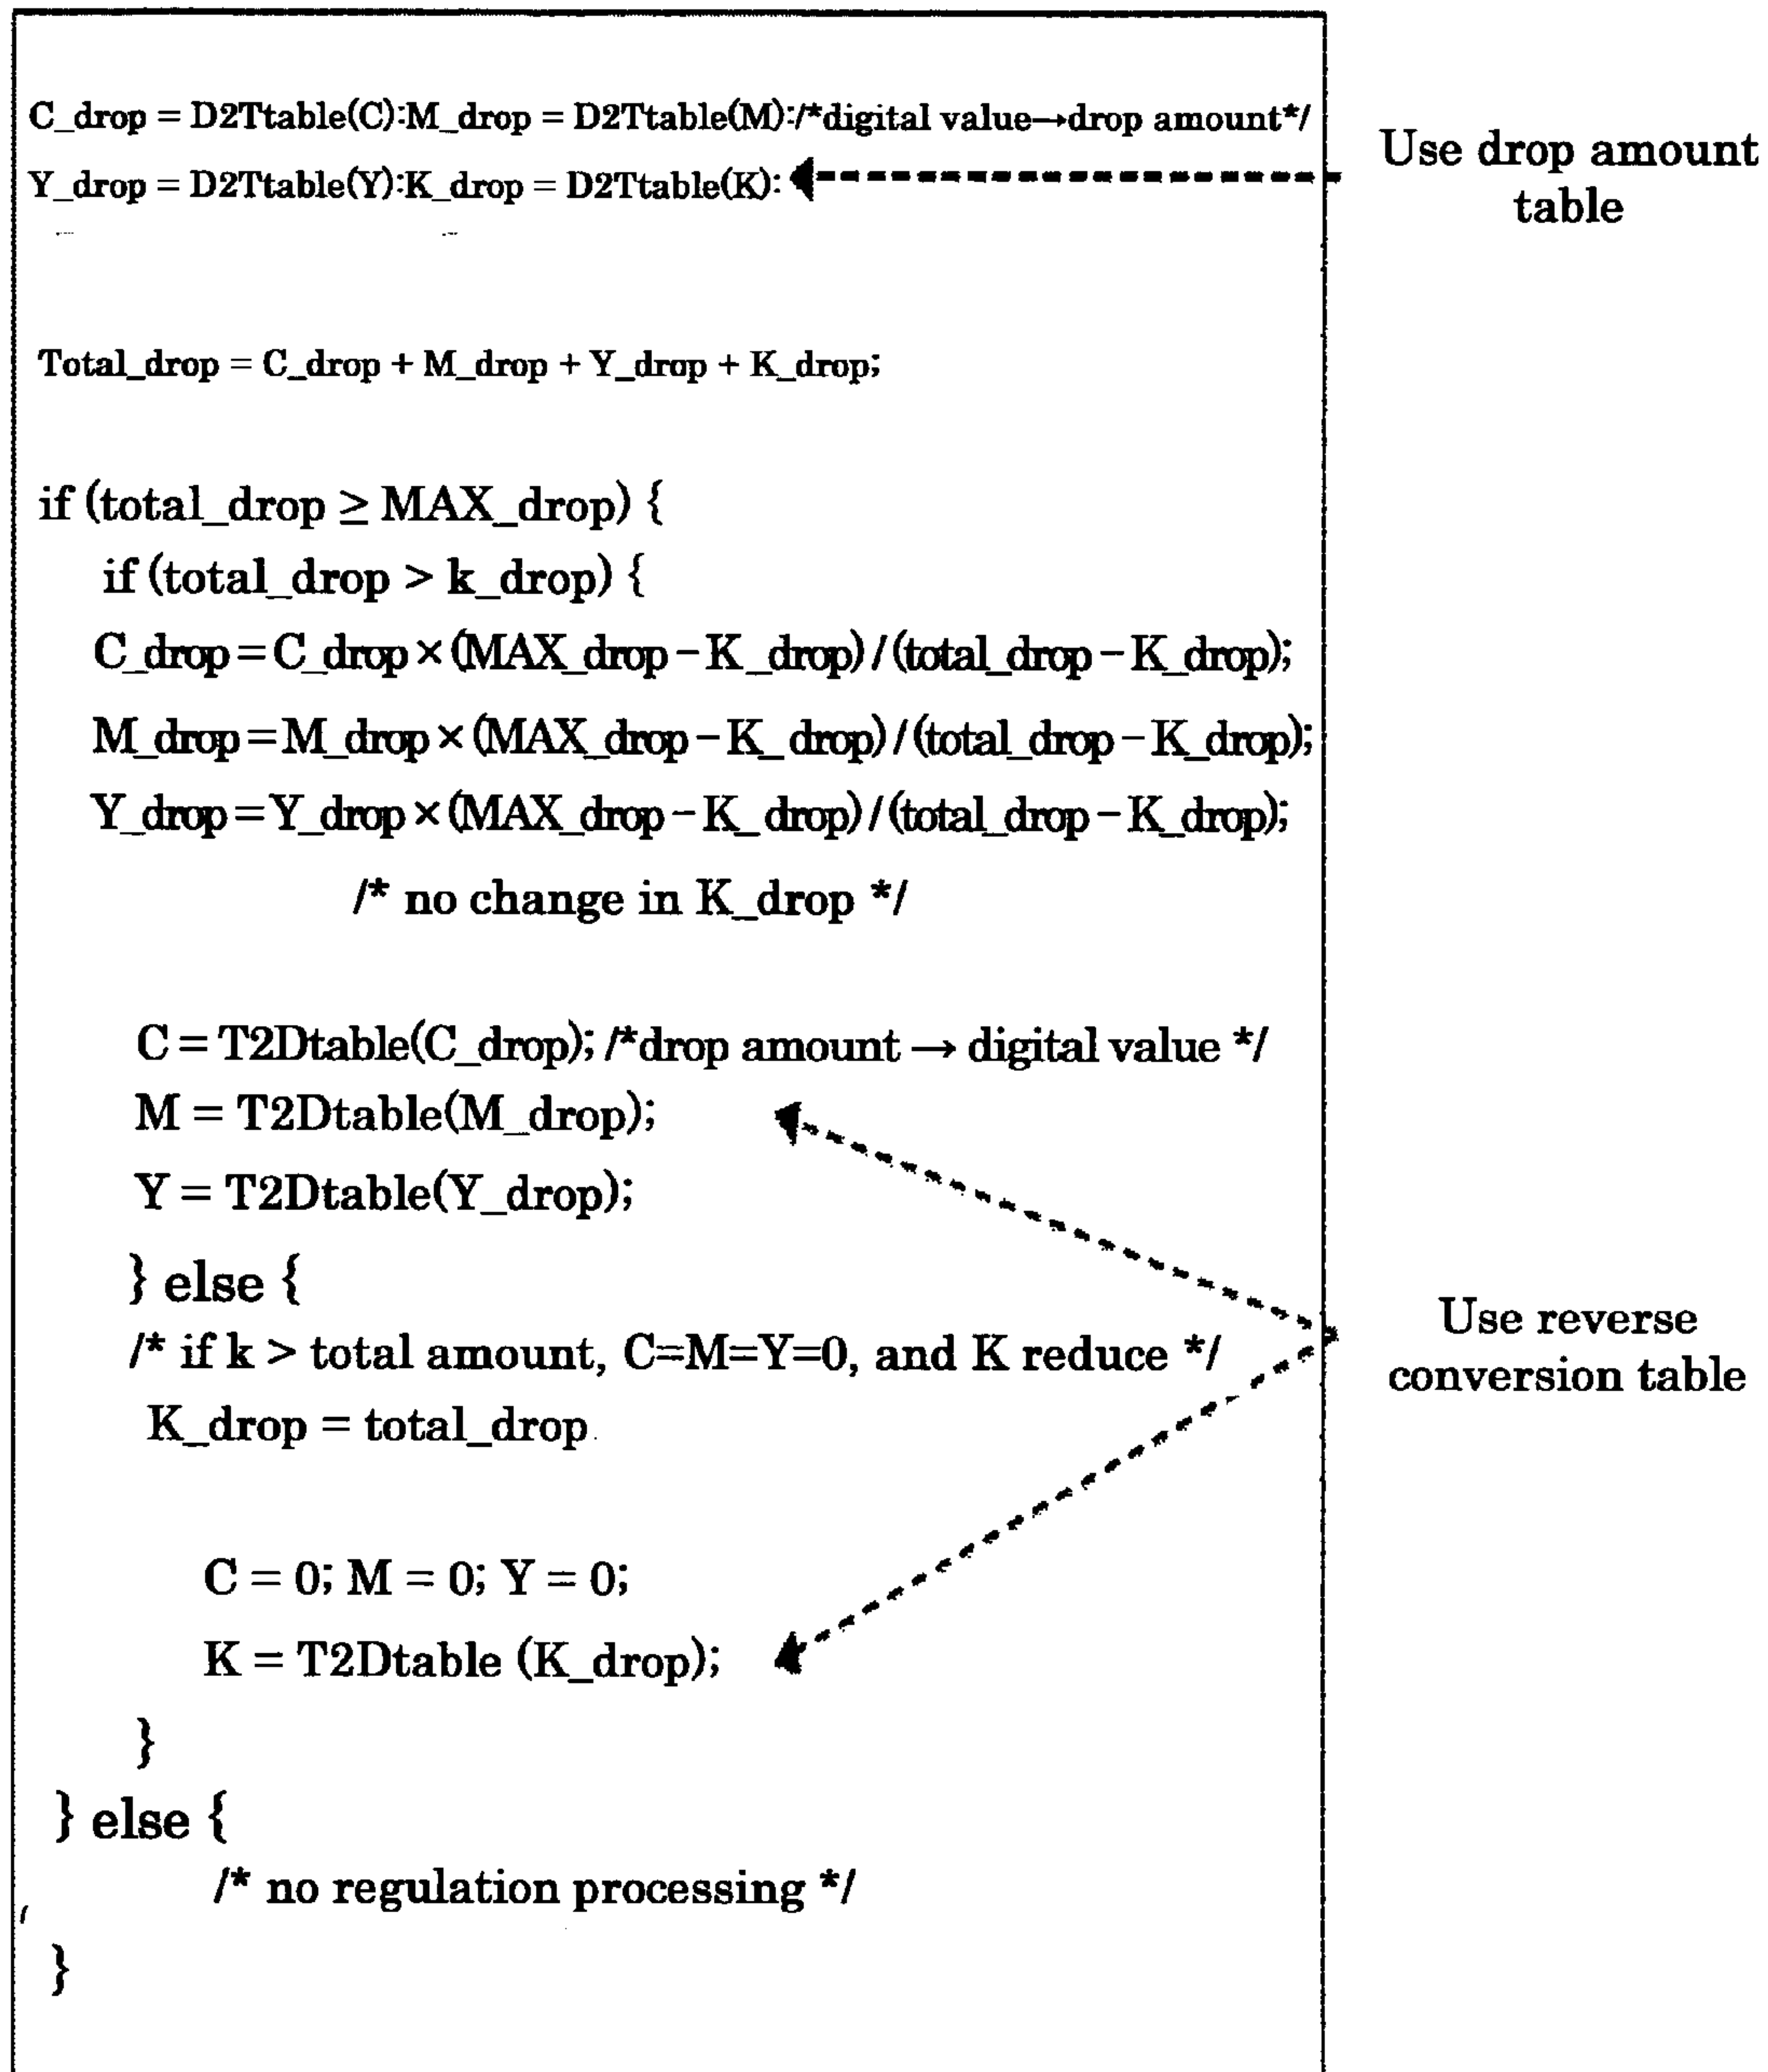 C_drop = D2Ttable(C):M_drop = D2Ttable(M):/*digital value→drop amount*/
Y_drop = D2Ttable(Y):K_drop = D2Ttable(K):
Use drop amount
table
Total_drop = C_drop + M_drop + Y_drop + K_drop;
if (total_drop ≥ MAX_drop) {
if (total_drop > k_drop) {
C_drop = C_drop × (MAX_drop − K_drop) / (total_drop − K_drop);
M_drop = M_drop × (MAX_drop − K_drop) / (total_drop − K_drop);
Y_drop = Y_drop × (MAX_drop − K_drop) / (total_drop − K_drop);
/* no change in K_drop */
C = T2Dtable(C_drop); /*drop amount → digital value */
M = T2Dtable(M_drop);
Y = T2Dtable(Y_drop);
} else {
/* if k > total amount, C=M=Y=0, and K reduce */
K_drop = total_drop
Use reverse
conversion table
C = 0; M = 0; Y = 0;
K = T2Dtable (K_drop);
}
} else {
/* no regulation processing */
}